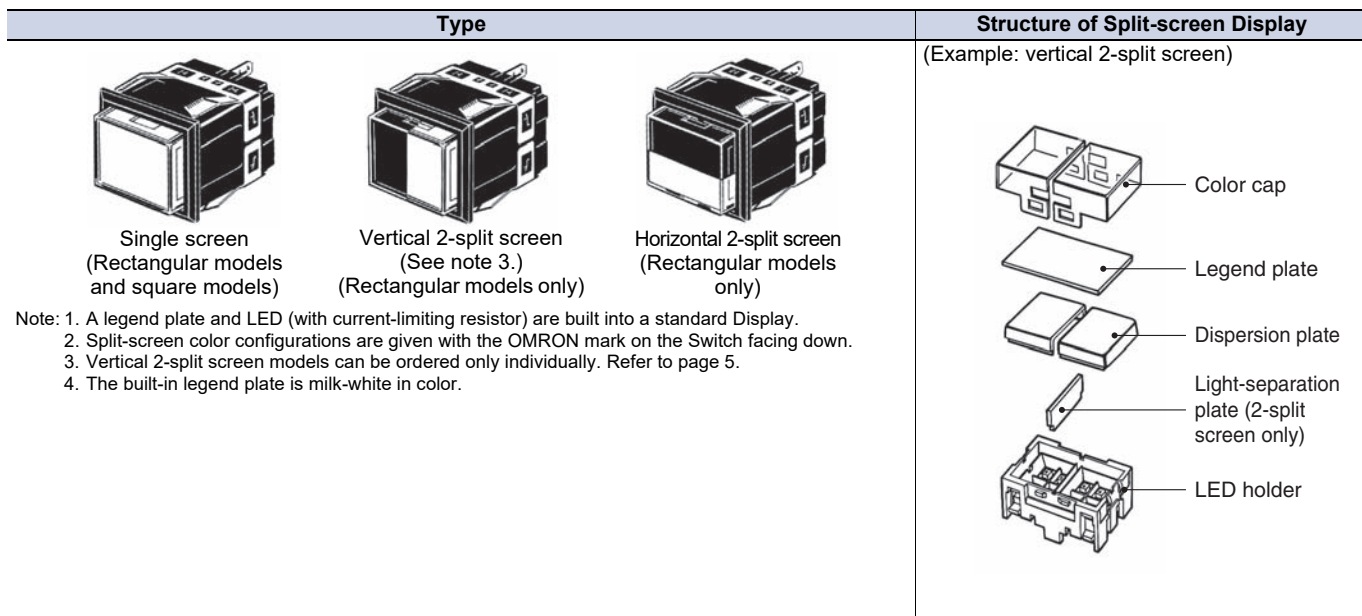 Type
Structure of Split-screen Display
Single screen
(Rectangular models
and square models)
Vertical 2-split screen
(See note 3.)
(Rectangular models only)
Horizontal 2-split screen
(Rectangular models
only)
Note: 1. A legend plate and LED (with current-limiting resistor) are built into a standard Display.
2. Split-screen color configurations are given with the OMRON mark on the Switch facing down.
3. Vertical 2-split screen models can be ordered only individually. Refer to page 5.
4. The built-in legend plate is milk-white in color.
(Example: vertical 2-split screen)
Color cap
Legend plate
Dispersion plate
Light-separation
plate (2-split
screen only)
LED holder